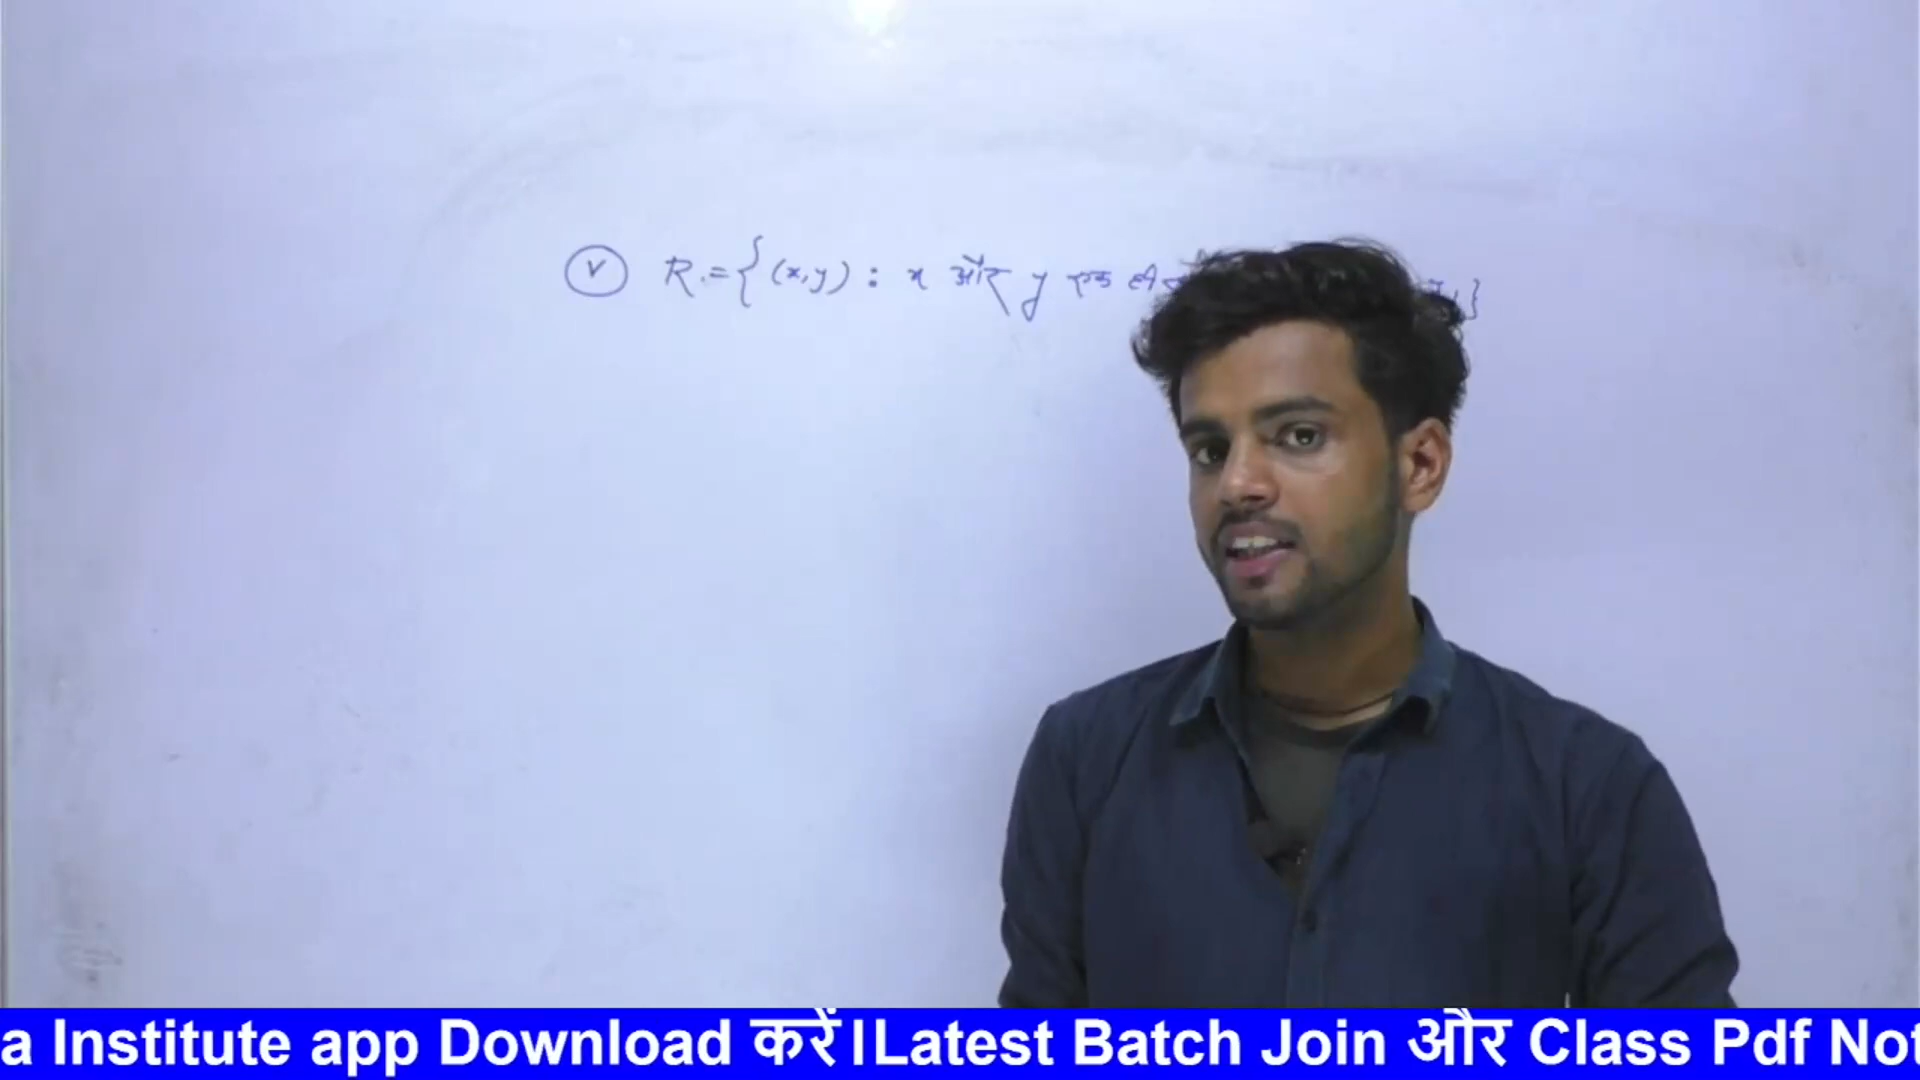 (v) R = {(x,y) : x और y एक ही }
a Institute app Download करें।Latest Batch Join और Class Pdf Not